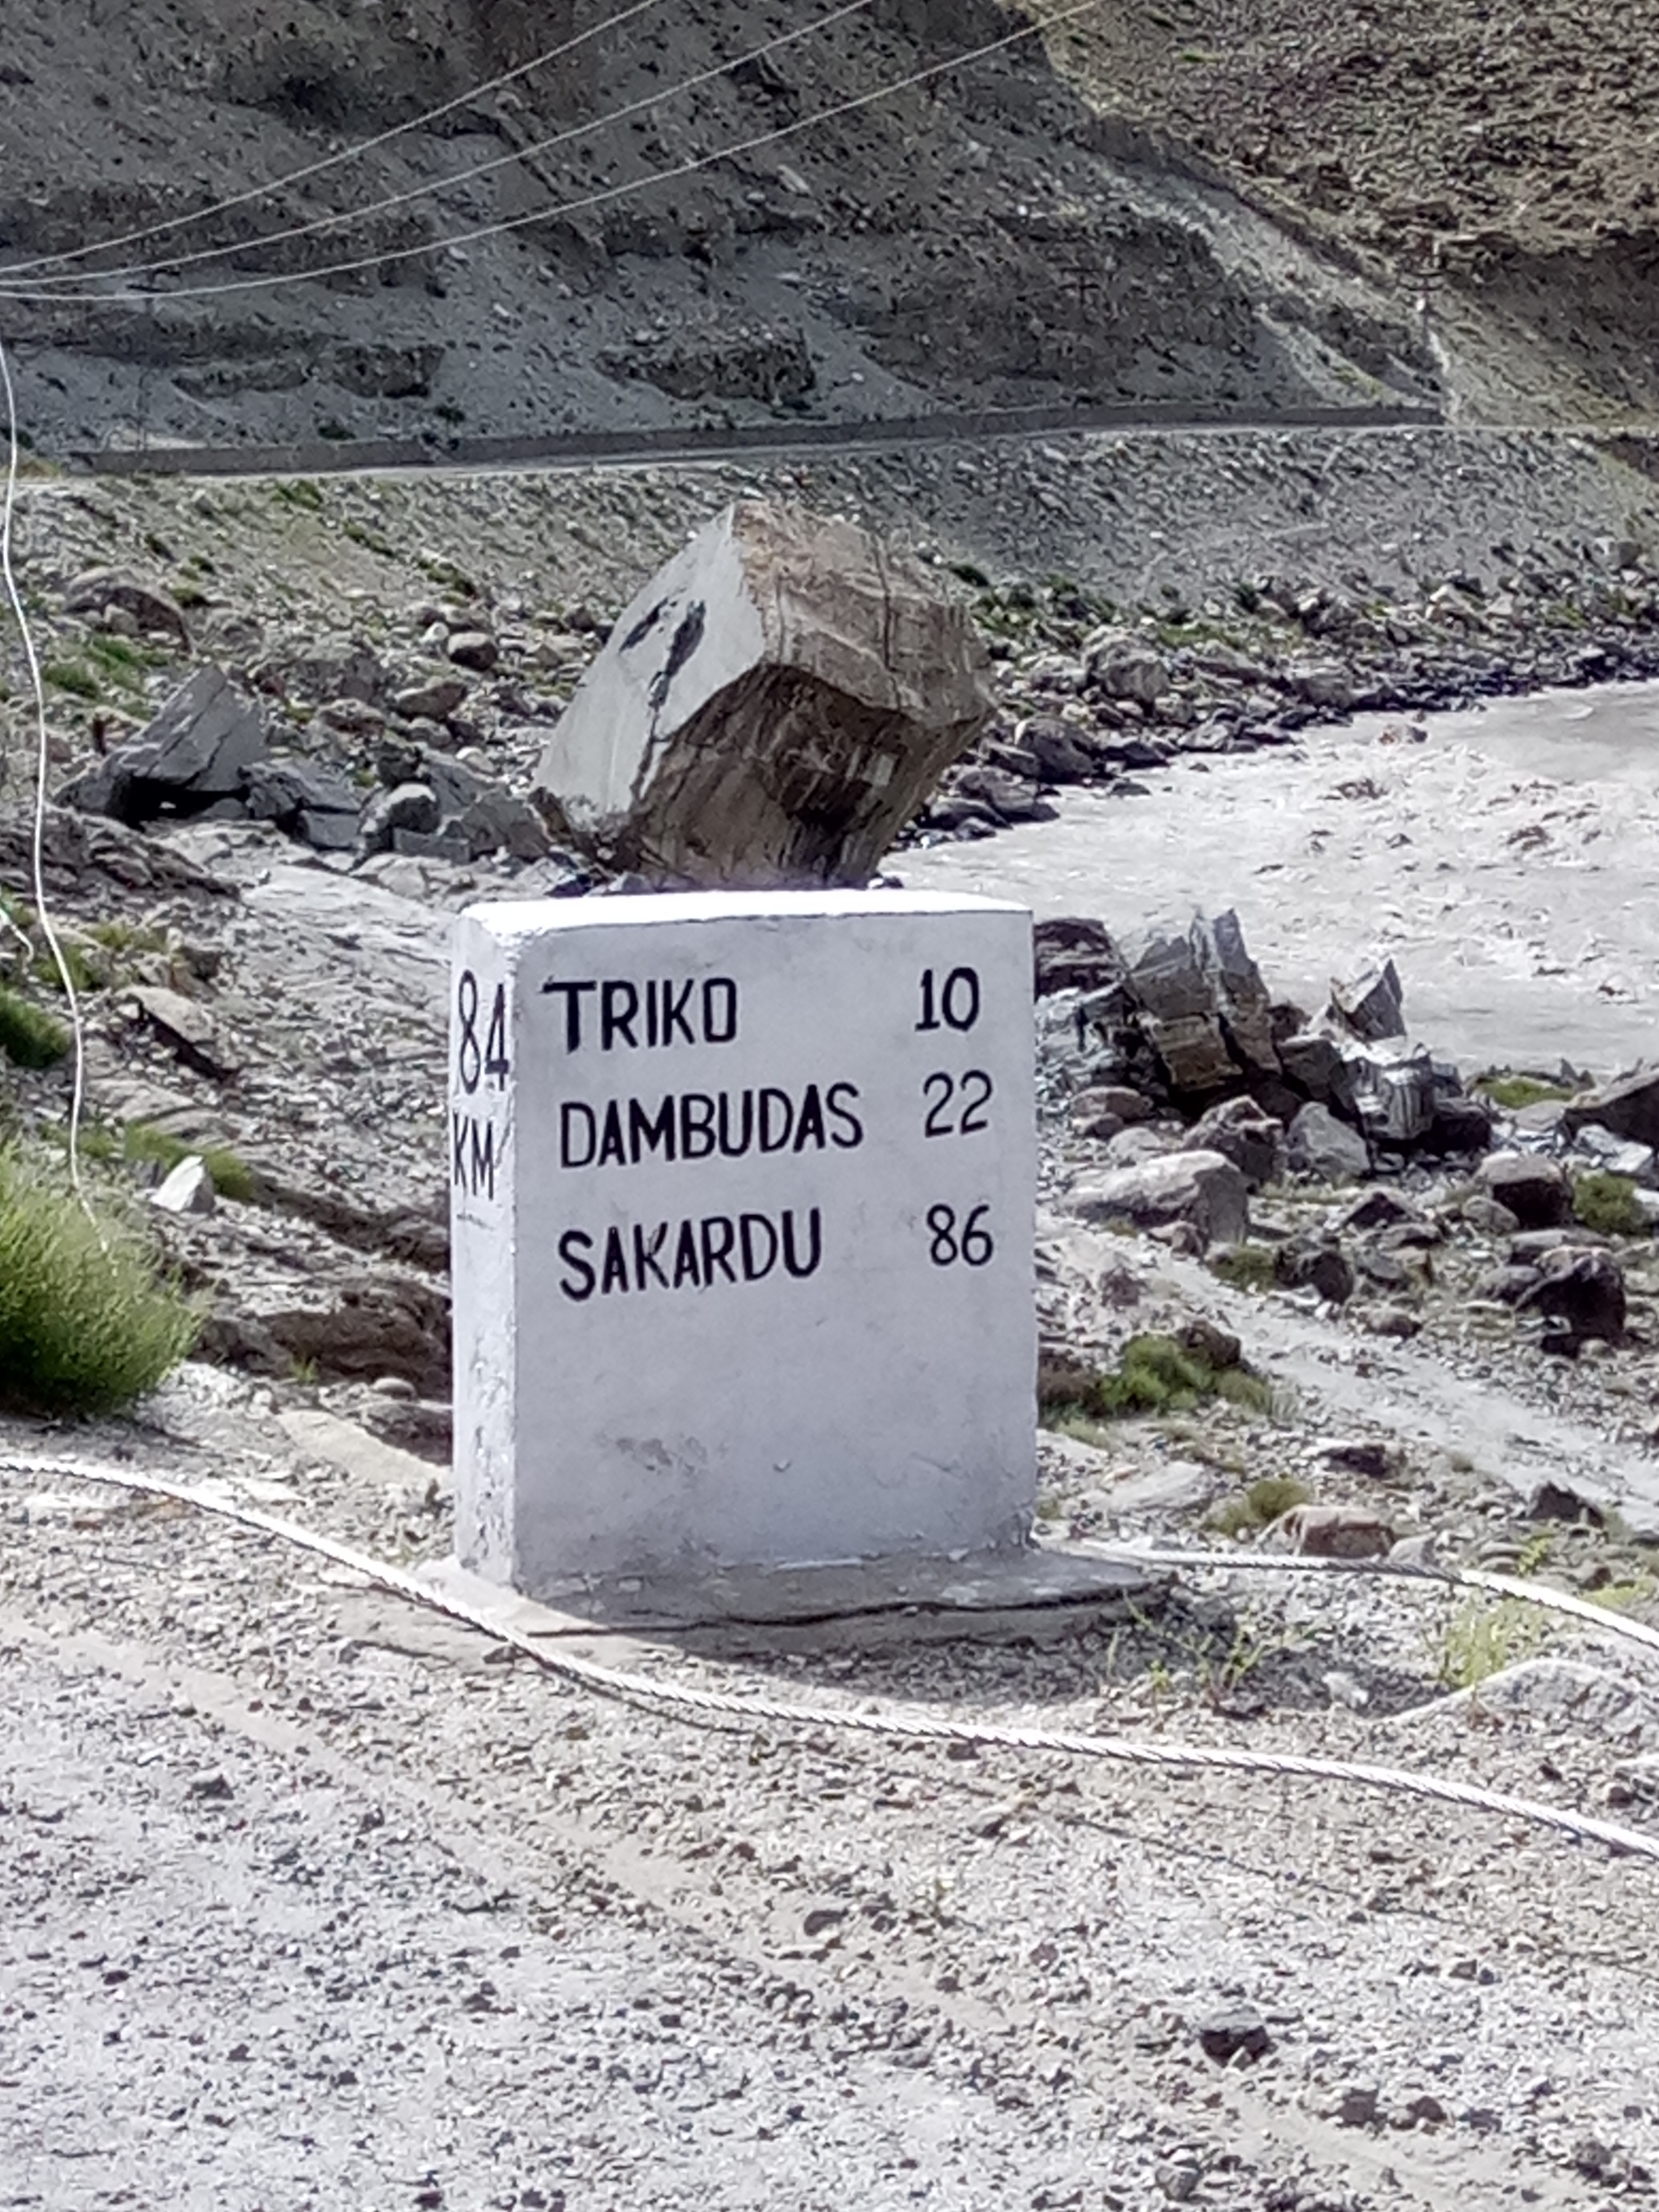 84
KM
TRIKO 10
DAMBUDAS 22
SAKARDU 86